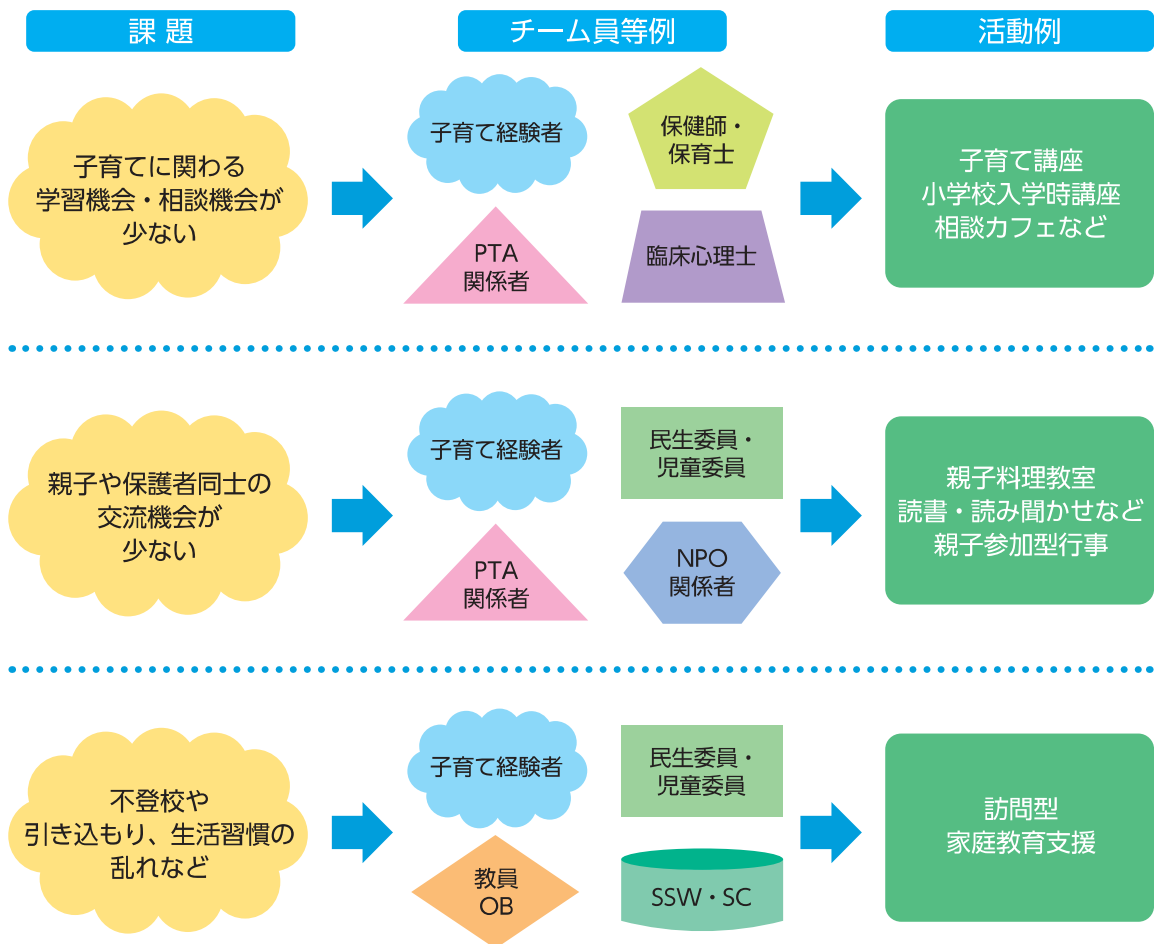 課題
チーム員等例
活動例
子育てに関わる
学習機会・相談機会が
少ない
子育て経験者
保健師・
保育士
PTA
関係者
臨床心理士
子育て講座
小学校入学時講座
相談カフェなど
親子や保護者同士の
交流機会が
少ない
子育て経験者
民生委員・
児童委員
PTA
関係者
NPO
関係者
親子料理教室
読書・読み聞かせなど
親子参加型行事
不登校や
引き込もり、生活習慣の
乱れなど
子育て経験者
民生委員・
児童委員
教員
OB
SSW・SC
訪問型
家庭教育支援